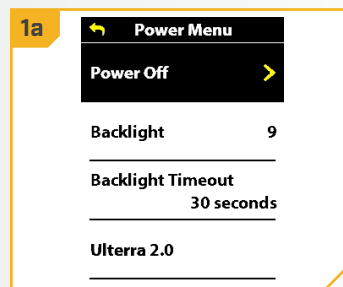 1a
Power Menu
Power Off
Backlight 9
Backlight Timeout
30 seconds
Ulterra 2.0